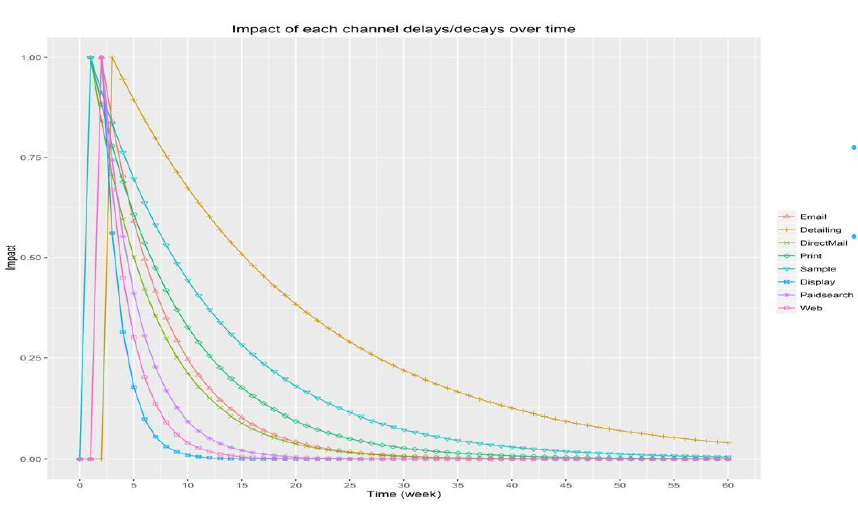 Impact of each channel delays/decays over time
1.00
0.75
0.50
0.25
0.00
Impact
0 5 10 15 20 25 30 35 40 45 50 55 60
Time (week)
Email
Detailing
DirectMail
Print
Sample
Display
Paidsearch
Web